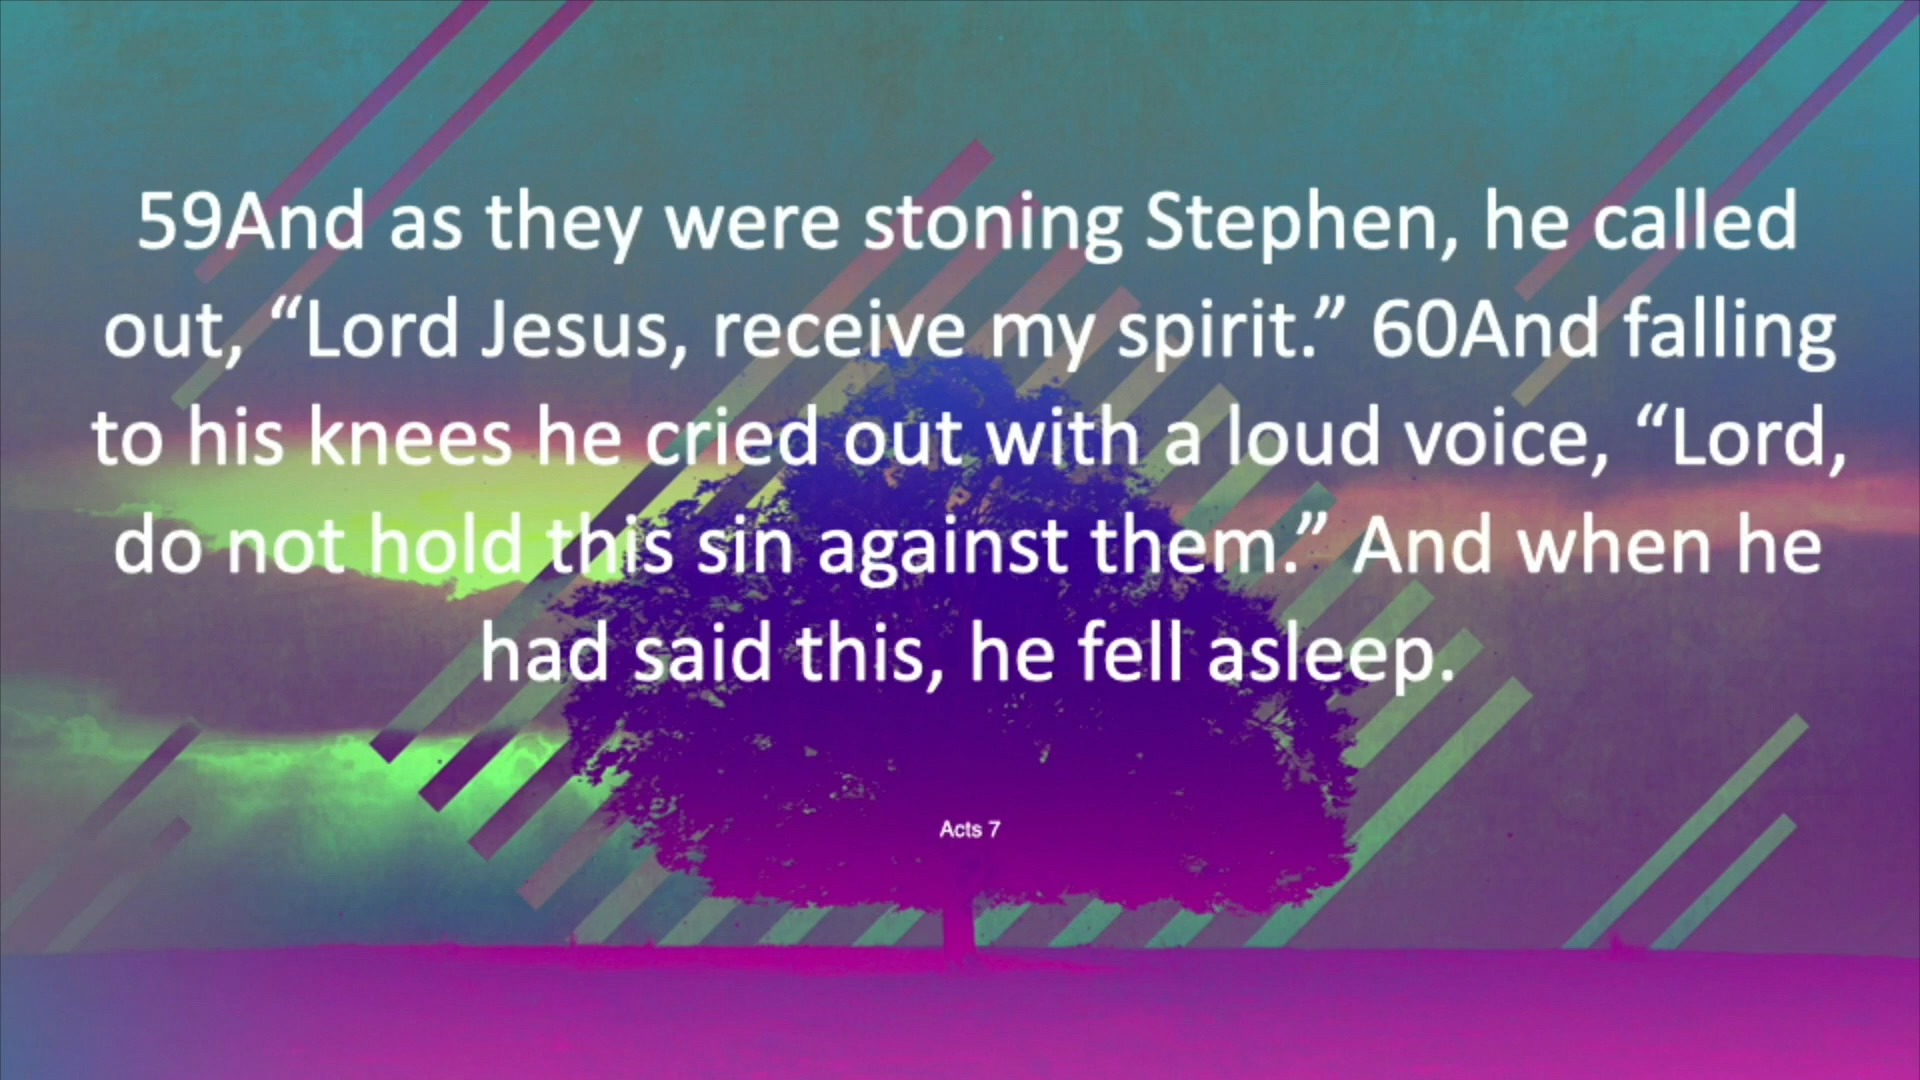 59And as they were stoning Stephen, he called
out, “Lord Jesus, receive my spirit.” 60And falling
to his knees he cried out with a loud voice, “Lord,
do not hold this sin against them.” And when he
had said this, he fell asleep.
Acts 7